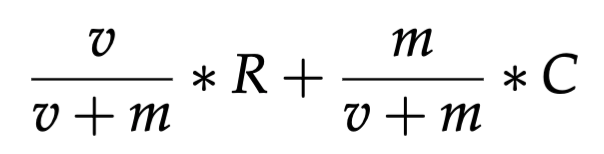 v/(v + m) * R + m/(v + m) * C